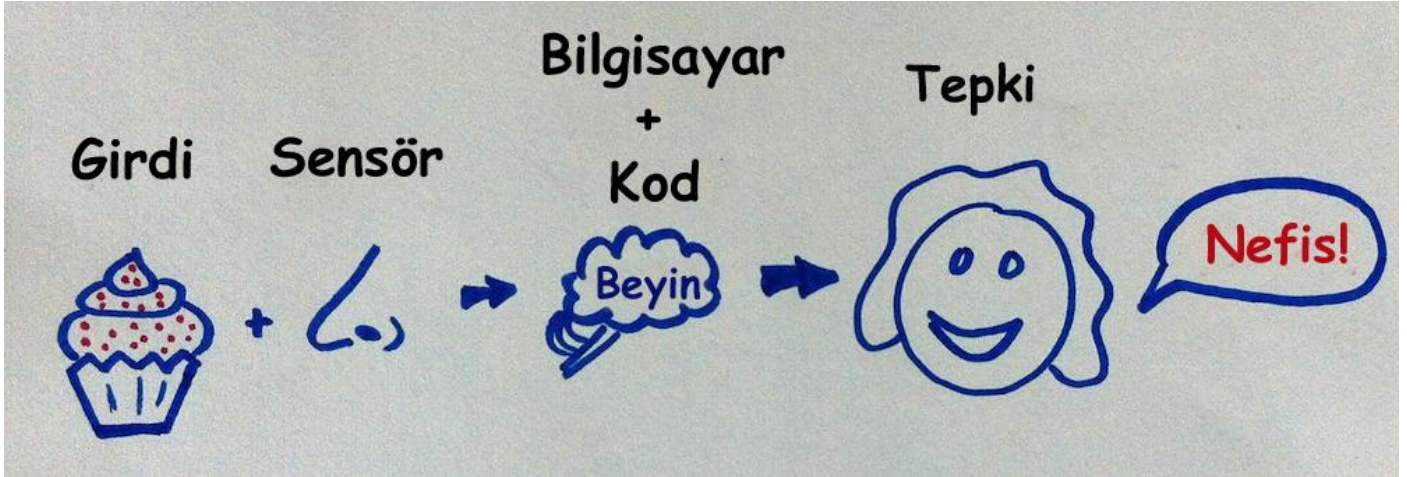 Girdi
+
Sensör
Bilgisayar
+
Kod
Beyin
Tepki
Nefis!